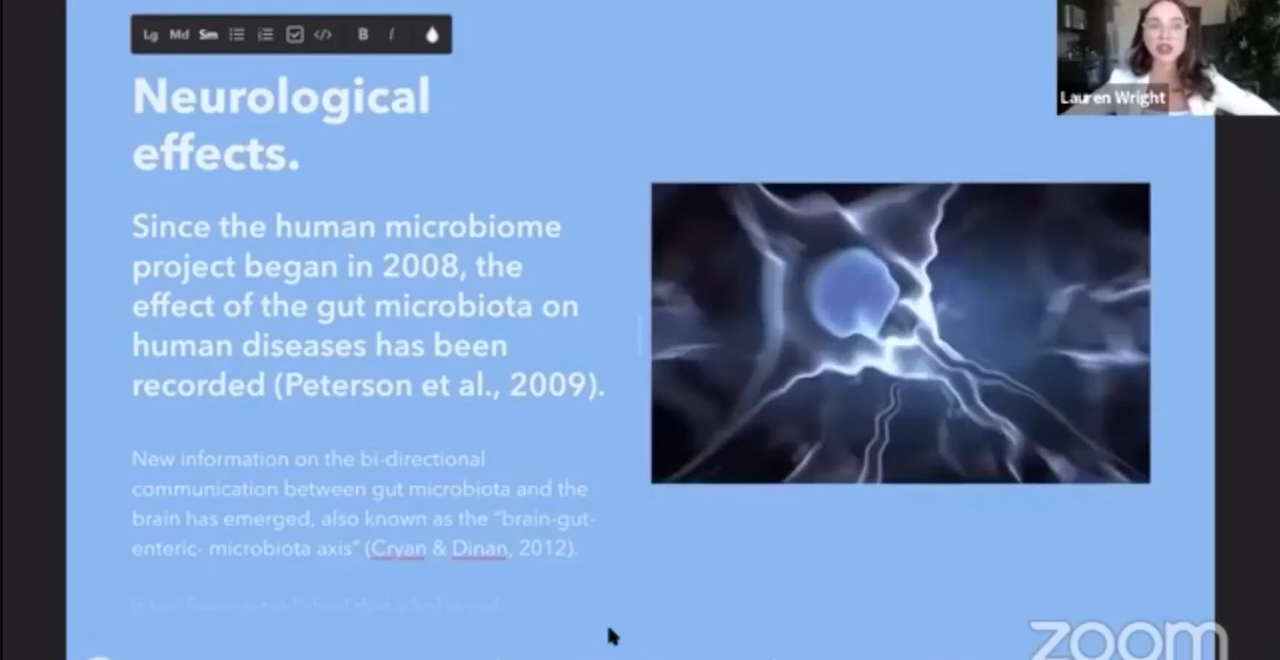 Lg Md Sm B I
Lauren Wright
Neurological
effects.
Since the human microbiome
project began in 2008, the
effect of the gut microbiota on
human diseases has been
recorded (Peterson et al., 2009).
New information on the bi-directional
communication between gut microbiota and the
brain has emerged, also known as the "brain-gut-
enteric- microbiota axis" (Cryan & Dinan, 2012).
zoom